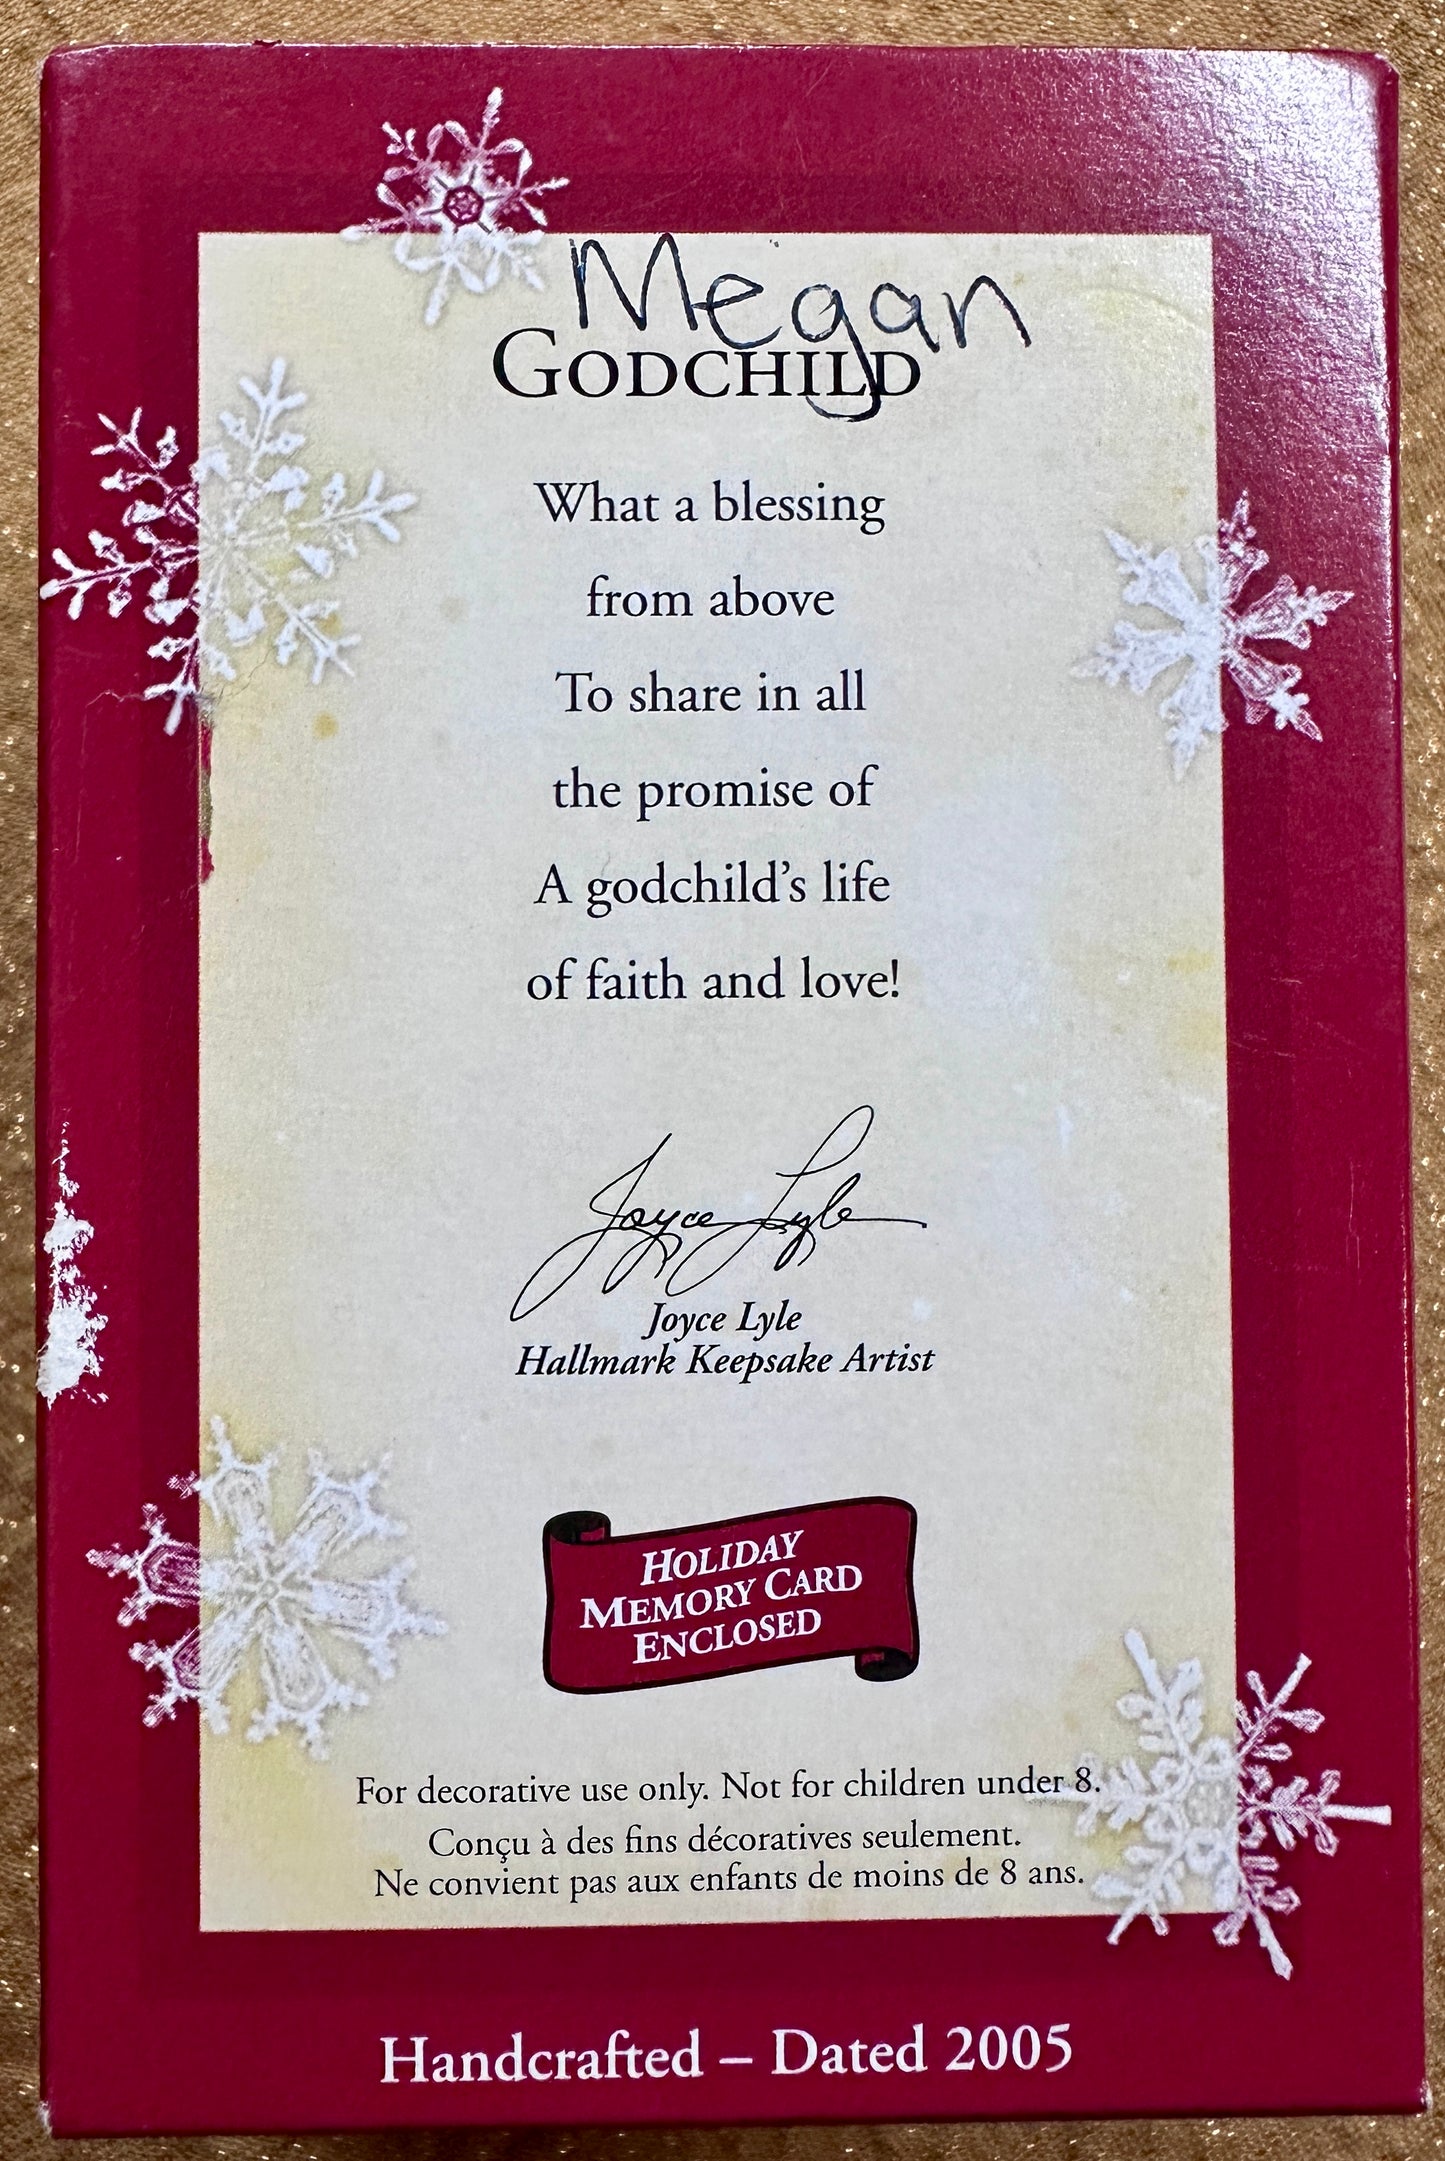 Megan
GODCHILD
What a blessing
from above
To share in all
the promise of
A godchild's life
of faith and love!
Joyce Lyle
Joyce Lyle
Hallmark Keepsake Artist
HOLIDAY
MEMORY CARD
ENCLOSED
For decorative use only. Not for children under 8.
Conçu à des fins décoratives seulement.
Ne convient pas aux enfants de moins de 8 ans.
Handcrafted – Dated 2005